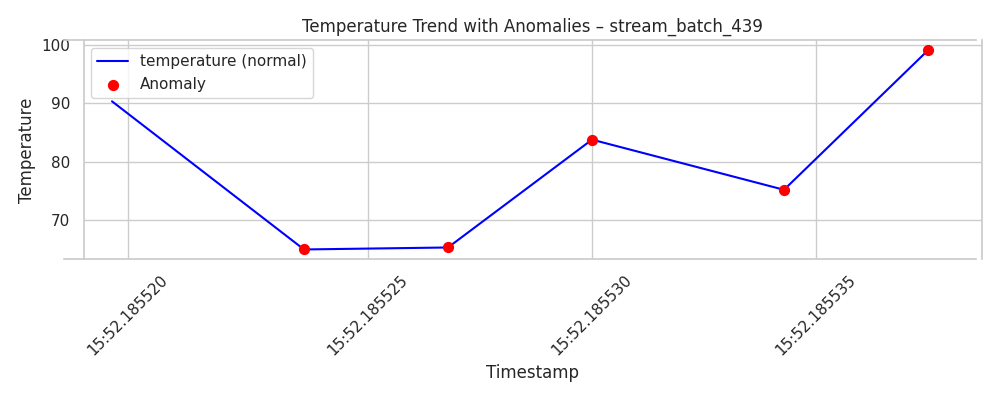 Temperature Trend with Anomalies – stream_batch_439
temperature (normal)
Anomaly
Temperature
100
90
80
70
15:52.185520
15:52.185525
15:52.185530
15:52.185535
Timestamp